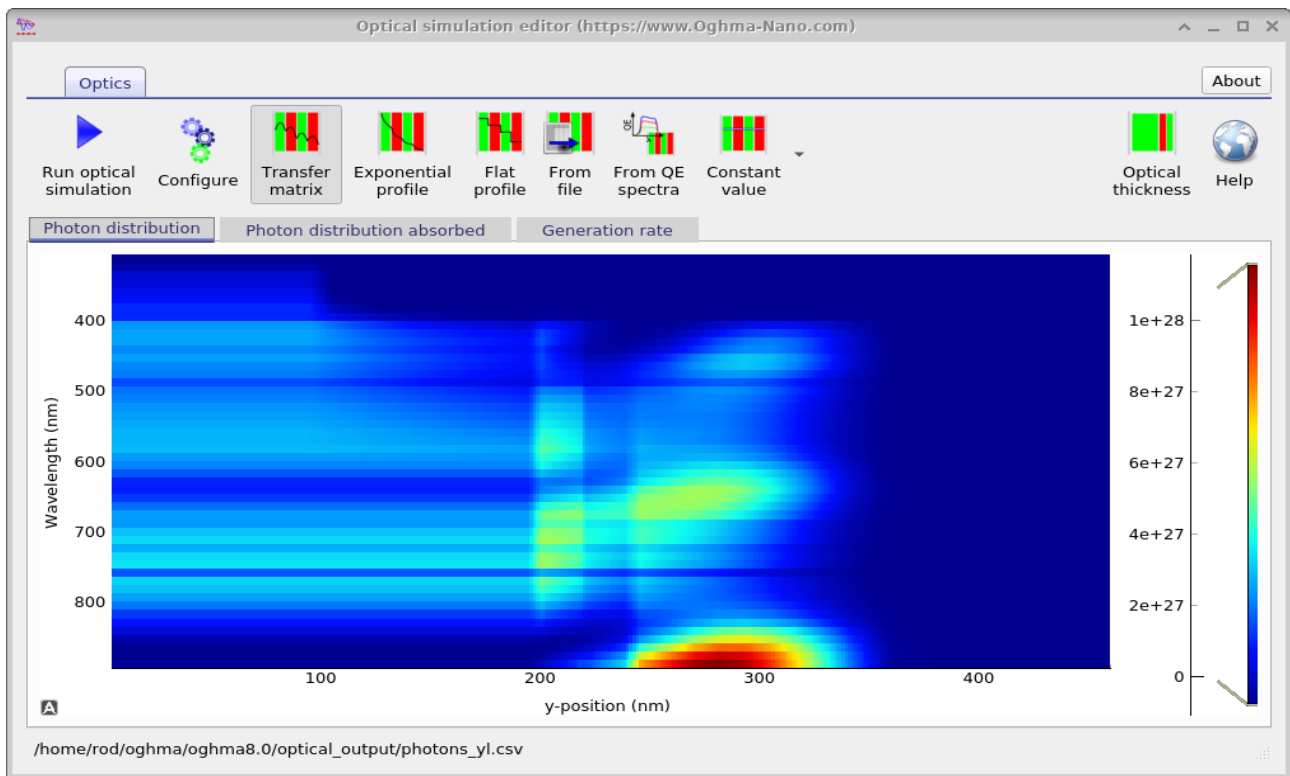 Optical simulation editor (https://www.Oghma-Nano.com)
Optics
About
Run optical
simulation
Configure
Transfer
matrix
Exponential
profile
Flat
profile
From
file
QE
From QE
spectra
Constant
value
Optical
thickness
Help
Photon distribution
Photon distribution absorbed
Generation rate
Wavelength (nm)
400
500
600
700
800
100
200
300
400
y-position (nm)
1e+28
8e+27
6e+27
4e+27
2e+27
0
A
/home/rod/oghma/oghma8.0/optical_output/photons_yl.csv